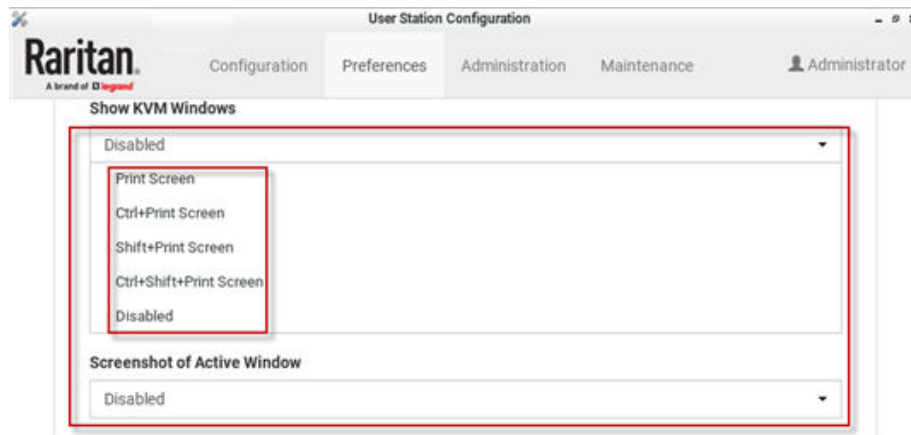 User Station Configuration
Raritan.
A brand of legrand
Configuration
Preferences
Administration
Maintenance
Administrator
Show KVM Windows
Disabled
Print Screen
Ctrl+Print Screen
Shift+Print Screen
Ctrl+Shift+Print Screen
Disabled
Screenshot of Active Window
Disabled